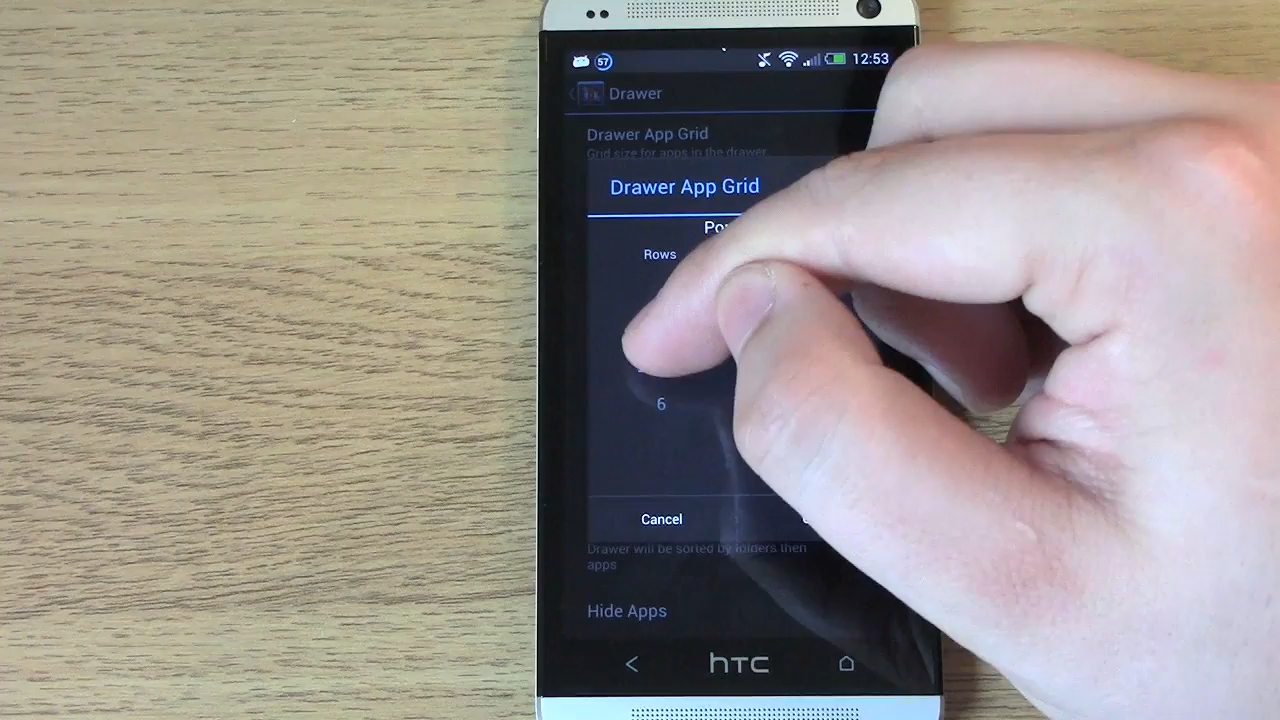 57 12:53
Drawer
Drawer App Grid
Grid size for apps in the drawer
Drawer App Grid
Rows
6
Cancel
Drawer will be sorted by folders then
apps
Hide Apps
hTC